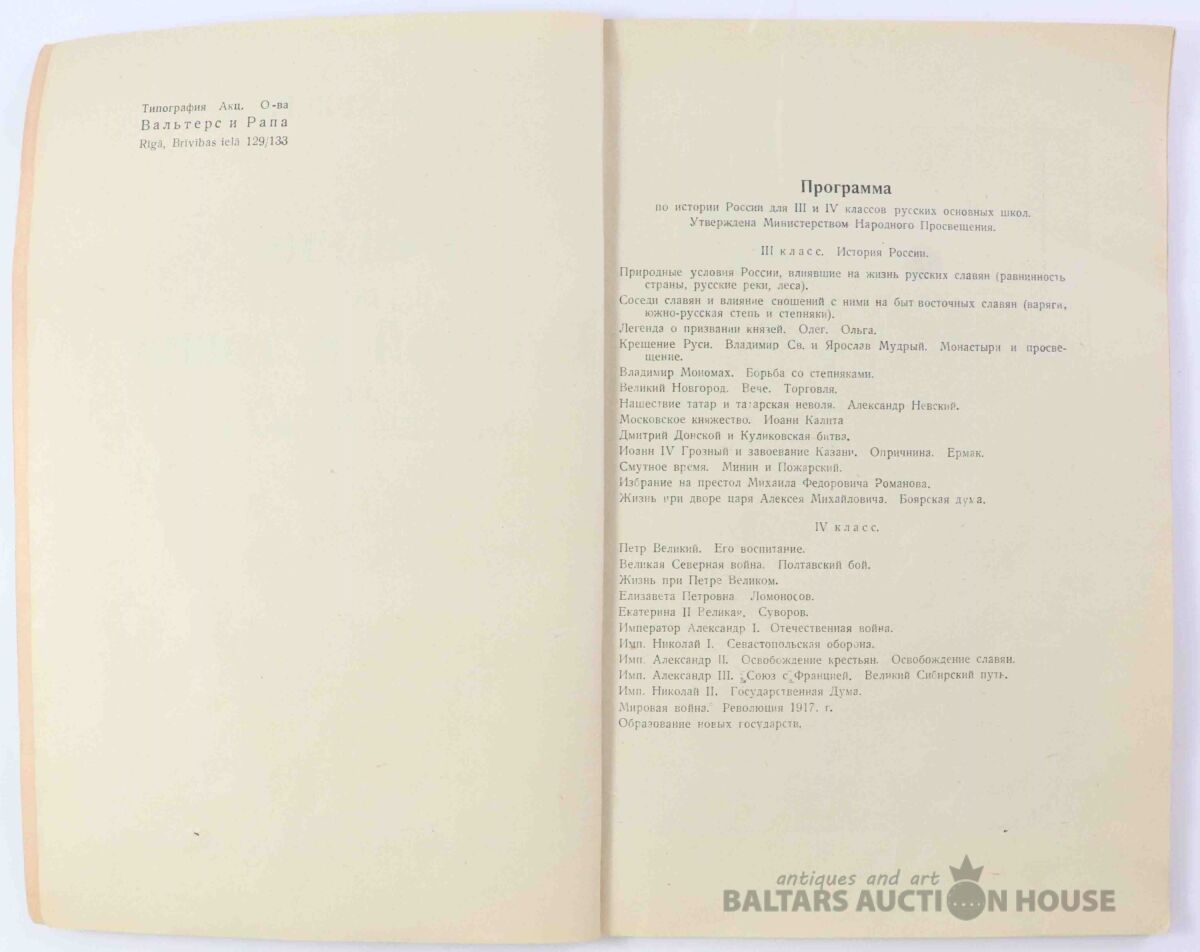 Типография Акц. О-ва
Вальтерс и Рапа
Rīgā, Brīvības ielā 129/133
Программа
по истории России для III и IV классов русских основных школ.
Утверждена Министерством Народного Просвещения.
III класс. История России.
Природные условия России, влиявшие на жизнь русских славян (равнинность
страны, русские реки, леса).
Соседи славян и влияние сношений с ними на быт восточных славян (варяги,
южно-русская степь и степняки).
Легенда о призвании князей. Олег. Ольга.
Крещение Руси. Владимир Св. и Ярослав Мудрый. Монастыри и просве-
щение.
Владимир Мономах. Борьба со степняками.
Великий Новгород. Вече. Торговля.
Нашествие татар и татарская неволя. Александр Невский.
Московское княжество. Иоанн Калита
Дмитрий Донской и Куликовская битва.
Иоанн IV Грозный и завоевание Казани. Опричнина. Ермак.
Смутное время. Минин и Пожарский.
Избрание на престол Михаила Федоровича Романова.
Жизнь при дворе царя Алексея Михайловича. Боярская дума.
IV класс.
Петр Великий. Его воспитание.
Великая Северная война. Полтавский бой.
Жизнь при Петре Великом.
Елизавета Петровна. Ломоносов.
Екатерина II Великая. Суворов.
Император Александр I. Отечественная война.
Имп. Николай I. Севастопольская оборона.
Имп. Александр II. Освобождение крестьян. Освобождение славян.
Имп. Александр III. Союз с Францией. Великий Сибирский путь.
Имп. Николай II. Государственная Дума.
Мировая война. Революция 1917. г.
Образование новых государств.
antiques and art
BALTARS AUCTION HOUSE